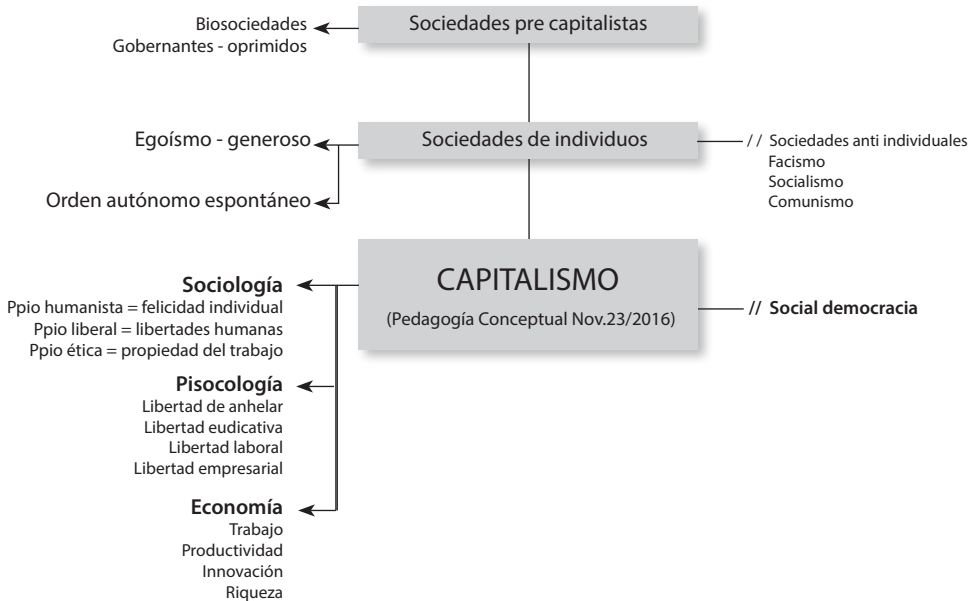 Sociedades pre capitalistas
Biosociedades
Gobernantes - oprimidos
Sociedades de individuos
Egoísmo - generoso
Orden autónomo espontáneo
// Sociedades anti individuales
Facismo
Socialismo
Comunismo
CAPITALISMO
(Pedagogía Conceptual Nov.23/2016)
// Social democracia
Sociología
Ppio humanista = felicidad individual
Ppio liberal = libertades humanas
Ppio ética = propiedad del trabajo
Pisocología
Libertad de anhelar
Libertad eudicativa
Libertad laboral
Libertad empresarial
Economía
Trabajo
Productividad
Innovación
Riqueza